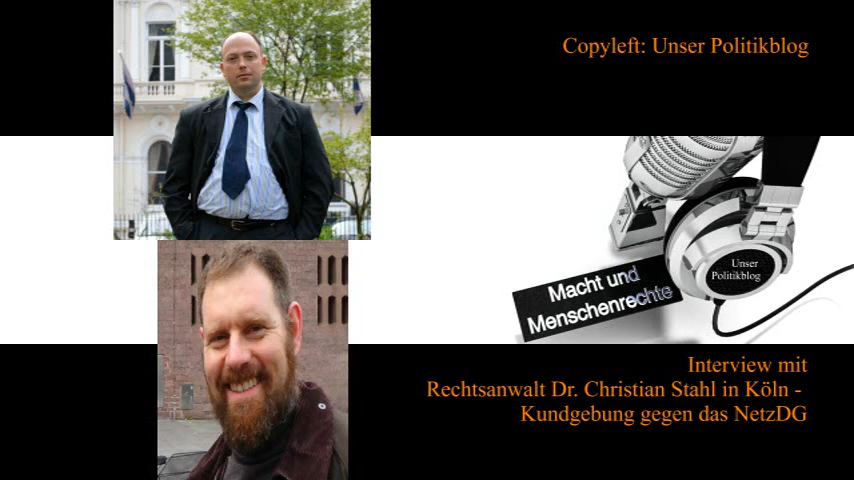 Copyleft: Unser Politikblog
Unser
Politikblog
Macht und
Menschenrechte
Interview mit
Rechtsanwalt Dr. Christian Stahl in Köln -
Kundgebung gegen das NetzDG